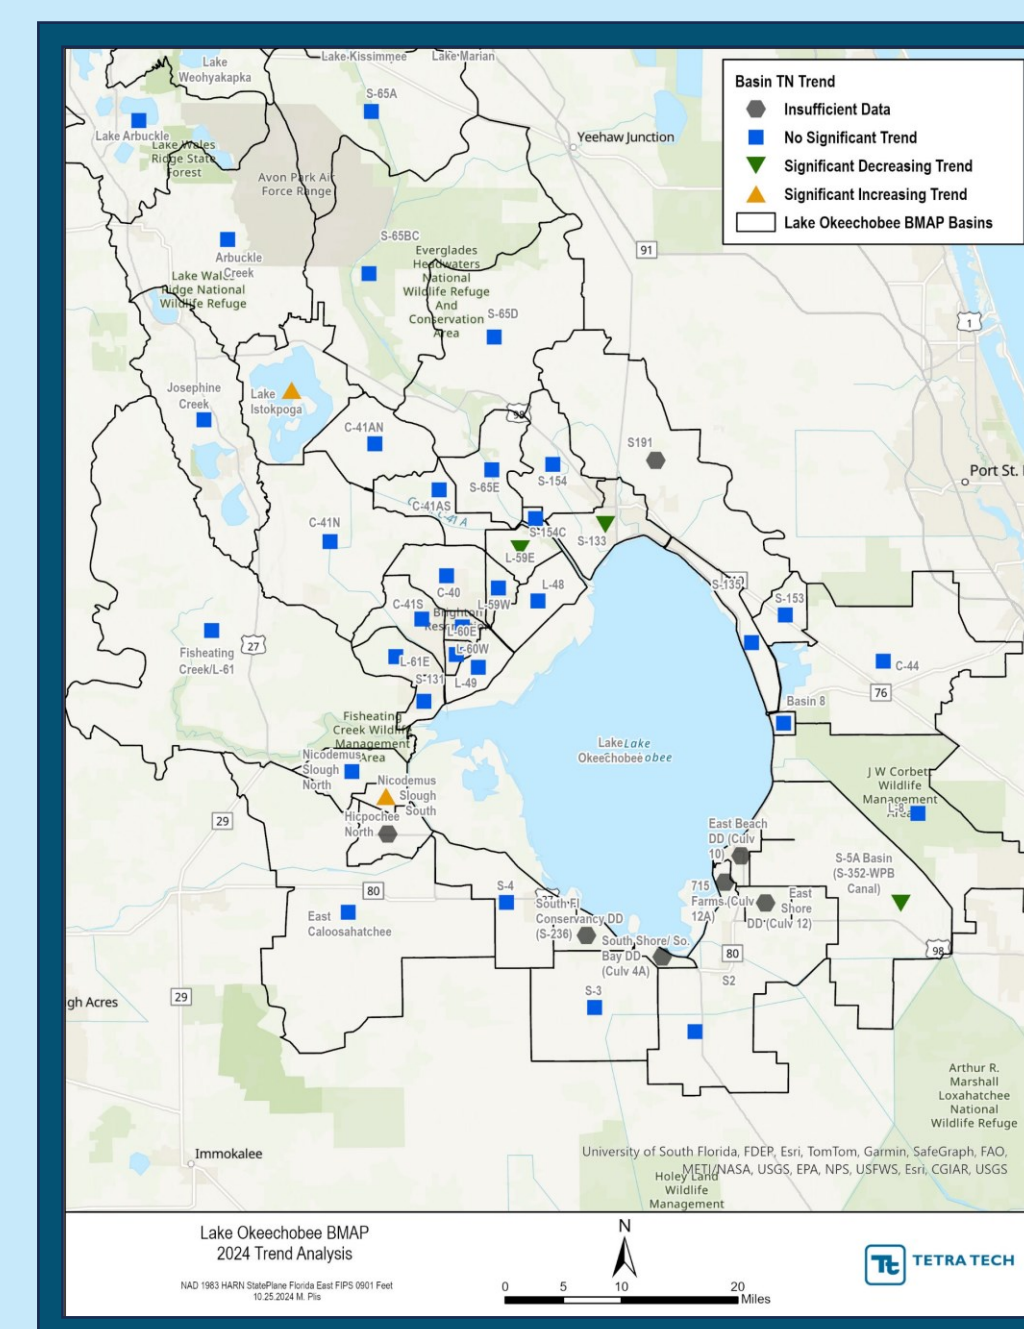 Basin TN Trend
Insufficient Data
No Significant Trend
Significant Decreasing Trend
Significant Increasing Trend
Lake Okeechobee BMAP Basins
Lake Kissimmee
Lake Marian
Lake
Weohyakapka
S-65A
Lake Arbuckle
Lake Wales
Ridge State
Forest
Yeehaw Junction
Avon Park Air
Force Range
91
S-65BC
Arbuckle
Creek
Everglades
Headwaters
National
Wildlife Refuge
And
Conservation
Area
Lake Wales
Ridge National
Wildlife Refuge
S-65D
1
Josephine
Creek
Lake
Istokpoga
98
C-41AN
S191
S-65E
S-154
Port St.
C-41AS
C-41A
C-41N
S-154C
S-133
L-59E
C-40
L-59W
L-48
S-135
S-153
C-41S
Brighton
L-60E
L-60W
L-61E
L-49
S-131
Fisheating
Creek/L-61
27
C-44
76
Basin 8
Fisheating
Creek Wildlife
Management
Area
Lake
Okeechobee
Lake
Nicodemus
Slough
North
Nicodemus
Slough
South
Hicpochee
North
J W Corbett
Wildlife
Management
Area
L-8
29
East Beach
DD (Culv
10)
S-5A Basin
(S-352-WPB
Canal)
80
S-4
715
Farms (Culv
12A)
East
Shore
DD (Culv 12)
East
Caloosahatchee
South Fl
Conservancy DD
(S-236)
South Shore/ So.
Bay DD
(Culv 4A)
80
98
S2
29
gh Acres
S-3
Arthur R.
Marshall
Loxahatchee
National
Wildlife Refuge
Immokalee
University of South Florida, FDEP, Esri, TomTom, Garmin, SafeGraph, FAO,
METI/NASA, USGS, EPA, NPS, USFWS, Esri, CGIAR, USGS
Holey Land
Wildlife
Management
Lake Okeechobee BMAP
2024 Trend Analysis
NAD 1983 HARN StatePlane Florida East FIPS 0901 Feet
10.25.2024 M. Plis
N
0 5 10 20
Miles
Tt TETRA TECH